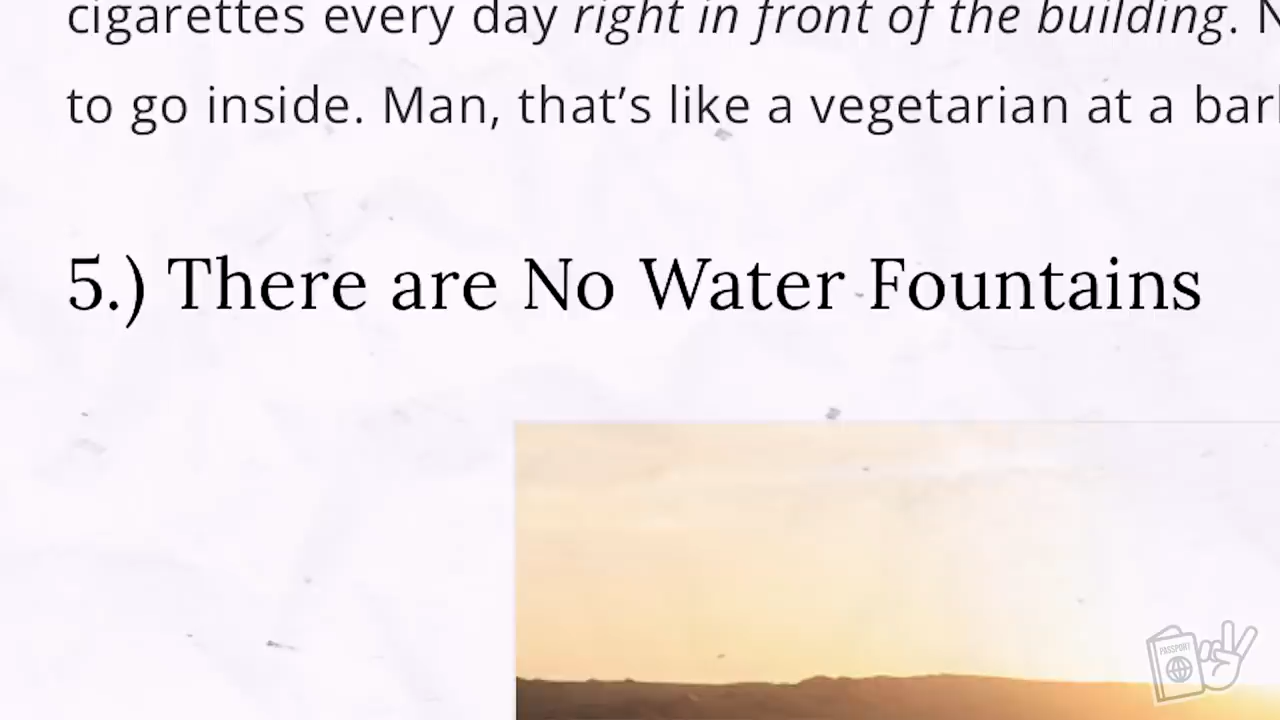 cigarettes every day right in front of the building.
to go inside. Man, that’s like a vegetarian at a
5.) There are No Water Fountains
PASSPORT